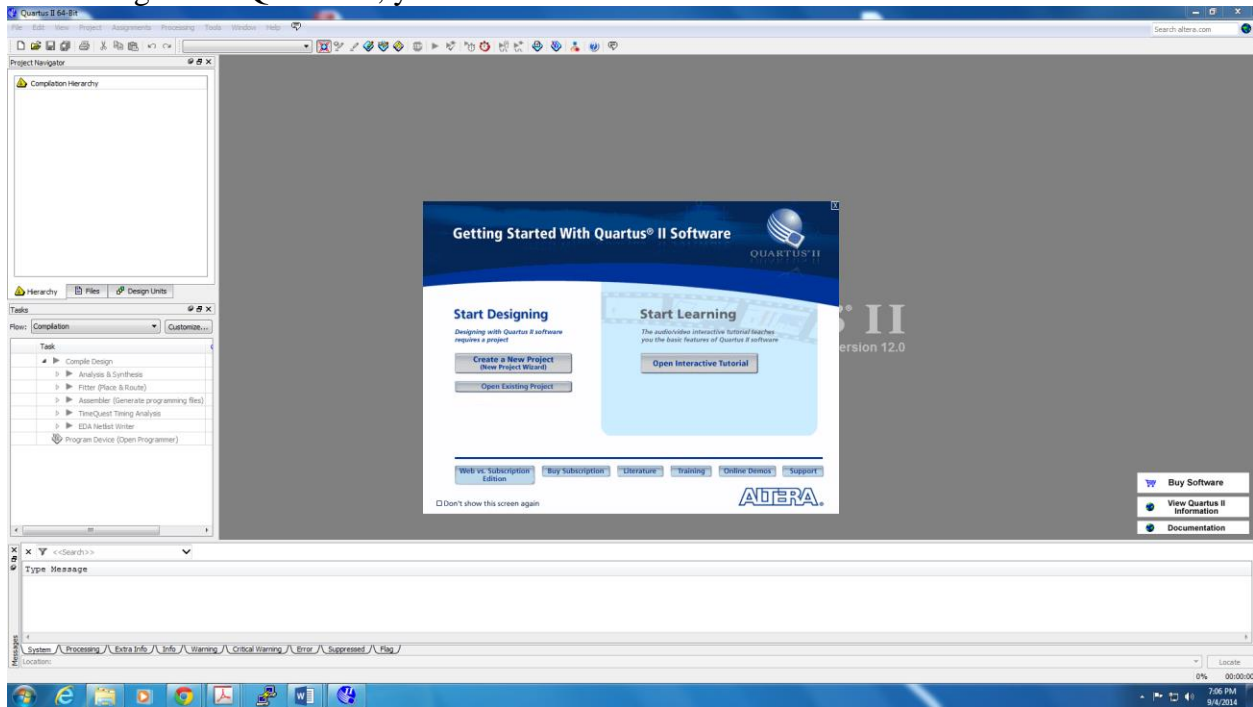 Quartus II 64-Bit
File Edit View Project Assignments Processing Tools Window Help
Search altera.com
Project Navigator
Compilation Hierarchy
Hierarchy Files Design Units
Tasks
Flow: Compilation Customize...
Task
Compile Design
Analysis & Synthesis
Fitter (Place & Route)
Assembler (Generate programming files)
TimeQuest Timing Analysis
EDA Netlist Writer
Program Device (Open Programmer)
Getting Started With Quartus® II Software
QUARTUS® II
Start Designing
Designing with Quartus II software
requires a project
Create a New Project
(New Project Wizard)
Open Existing Project
Start Learning
The audio/video interactive tutorial teaches
you the basic features of Quartus II software
Open Interactive Tutorial
Web vs. Subscription
Edition
Buy Subscription
Literature
Training
Online Demos
Support
Don't show this screen again
ALTERA®
II
12.0
Buy Software
View Quartus II
Information
Documentation
<<Search>>
Type Message
Messages
System Processing Extra Info Info Warning Critical Warning Error Suppressed Flag
Location:
Locate
0% 00:00:00
7:06 PM
9/4/2014